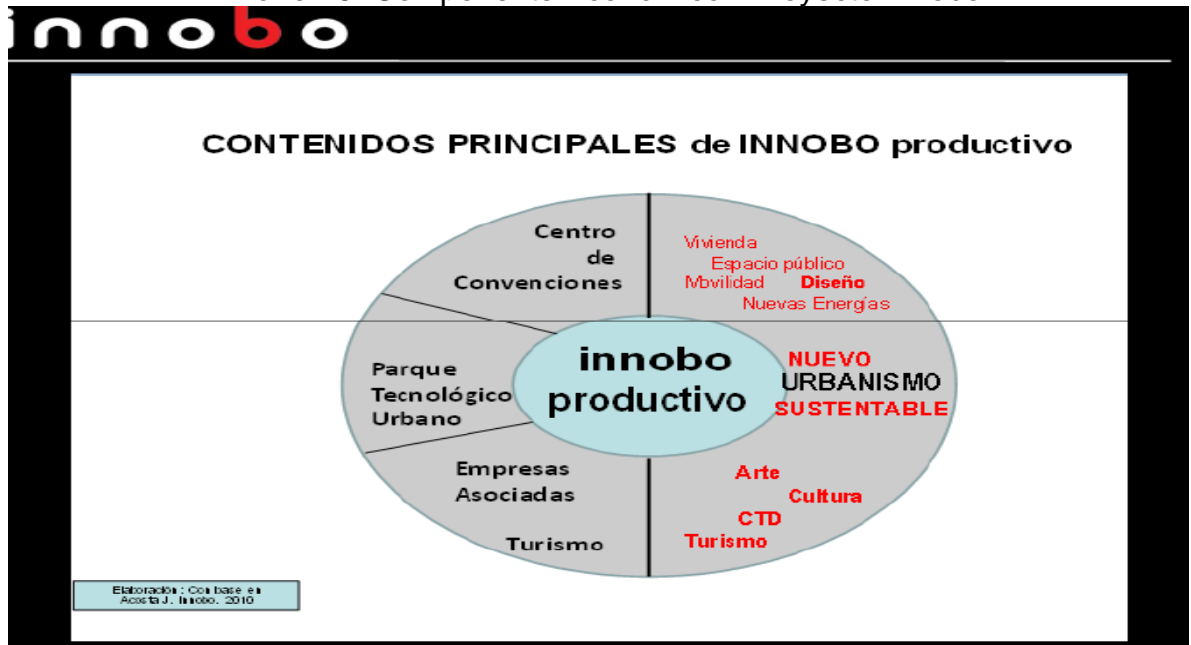 innobo
CONTENIDOS PRINCIPALES de INNOBO productivo
Centro
de
Convenciones
Parque
Tecnológico
Urbano
Empresas
Asociadas
Turismo
innobo
productivo
Vivienda
Espacio público
Movilidad Diseño
Nuevas Energías
NUEVO
URBANISMO
SUSTENTABLE
Arte
Cultura
CTD
Turismo
Elaboración: Con base en
Acosta J. Innobo. 2010